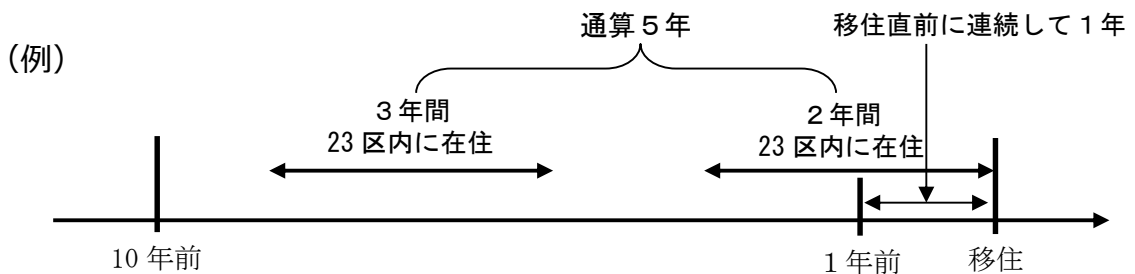 (例)
通算５年
移住直前に連続して１年
３年間
23 区内に在住
２年間
23 区内に在住
10 年前
１年前
移住